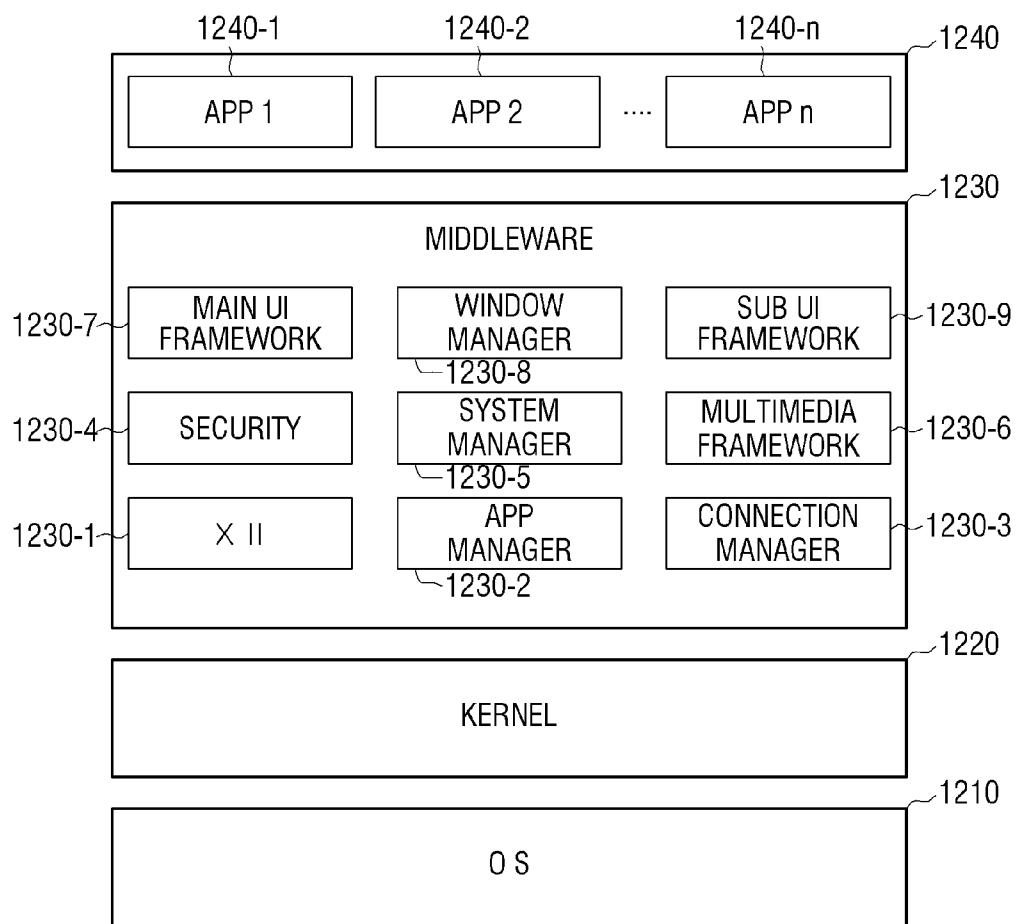 1240-1 1240-2 1240-n
1240
APP 1 APP 2 .... APP n
1230
MIDDLEWARE
1230-7
MAIN UI
FRAMEWORK
WINDOW
MANAGER
1230-8
SUB UI
FRAMEWORK
1230-9
1230-4
SECURITY
SYSTEM
MANAGER
1230-5
MULTIMEDIA
FRAMEWORK
1230-6
1230-1
X II
APP
MANAGER
1230-2
CONNECTION
MANAGER
1230-3
1220
KERNEL
1210
O S